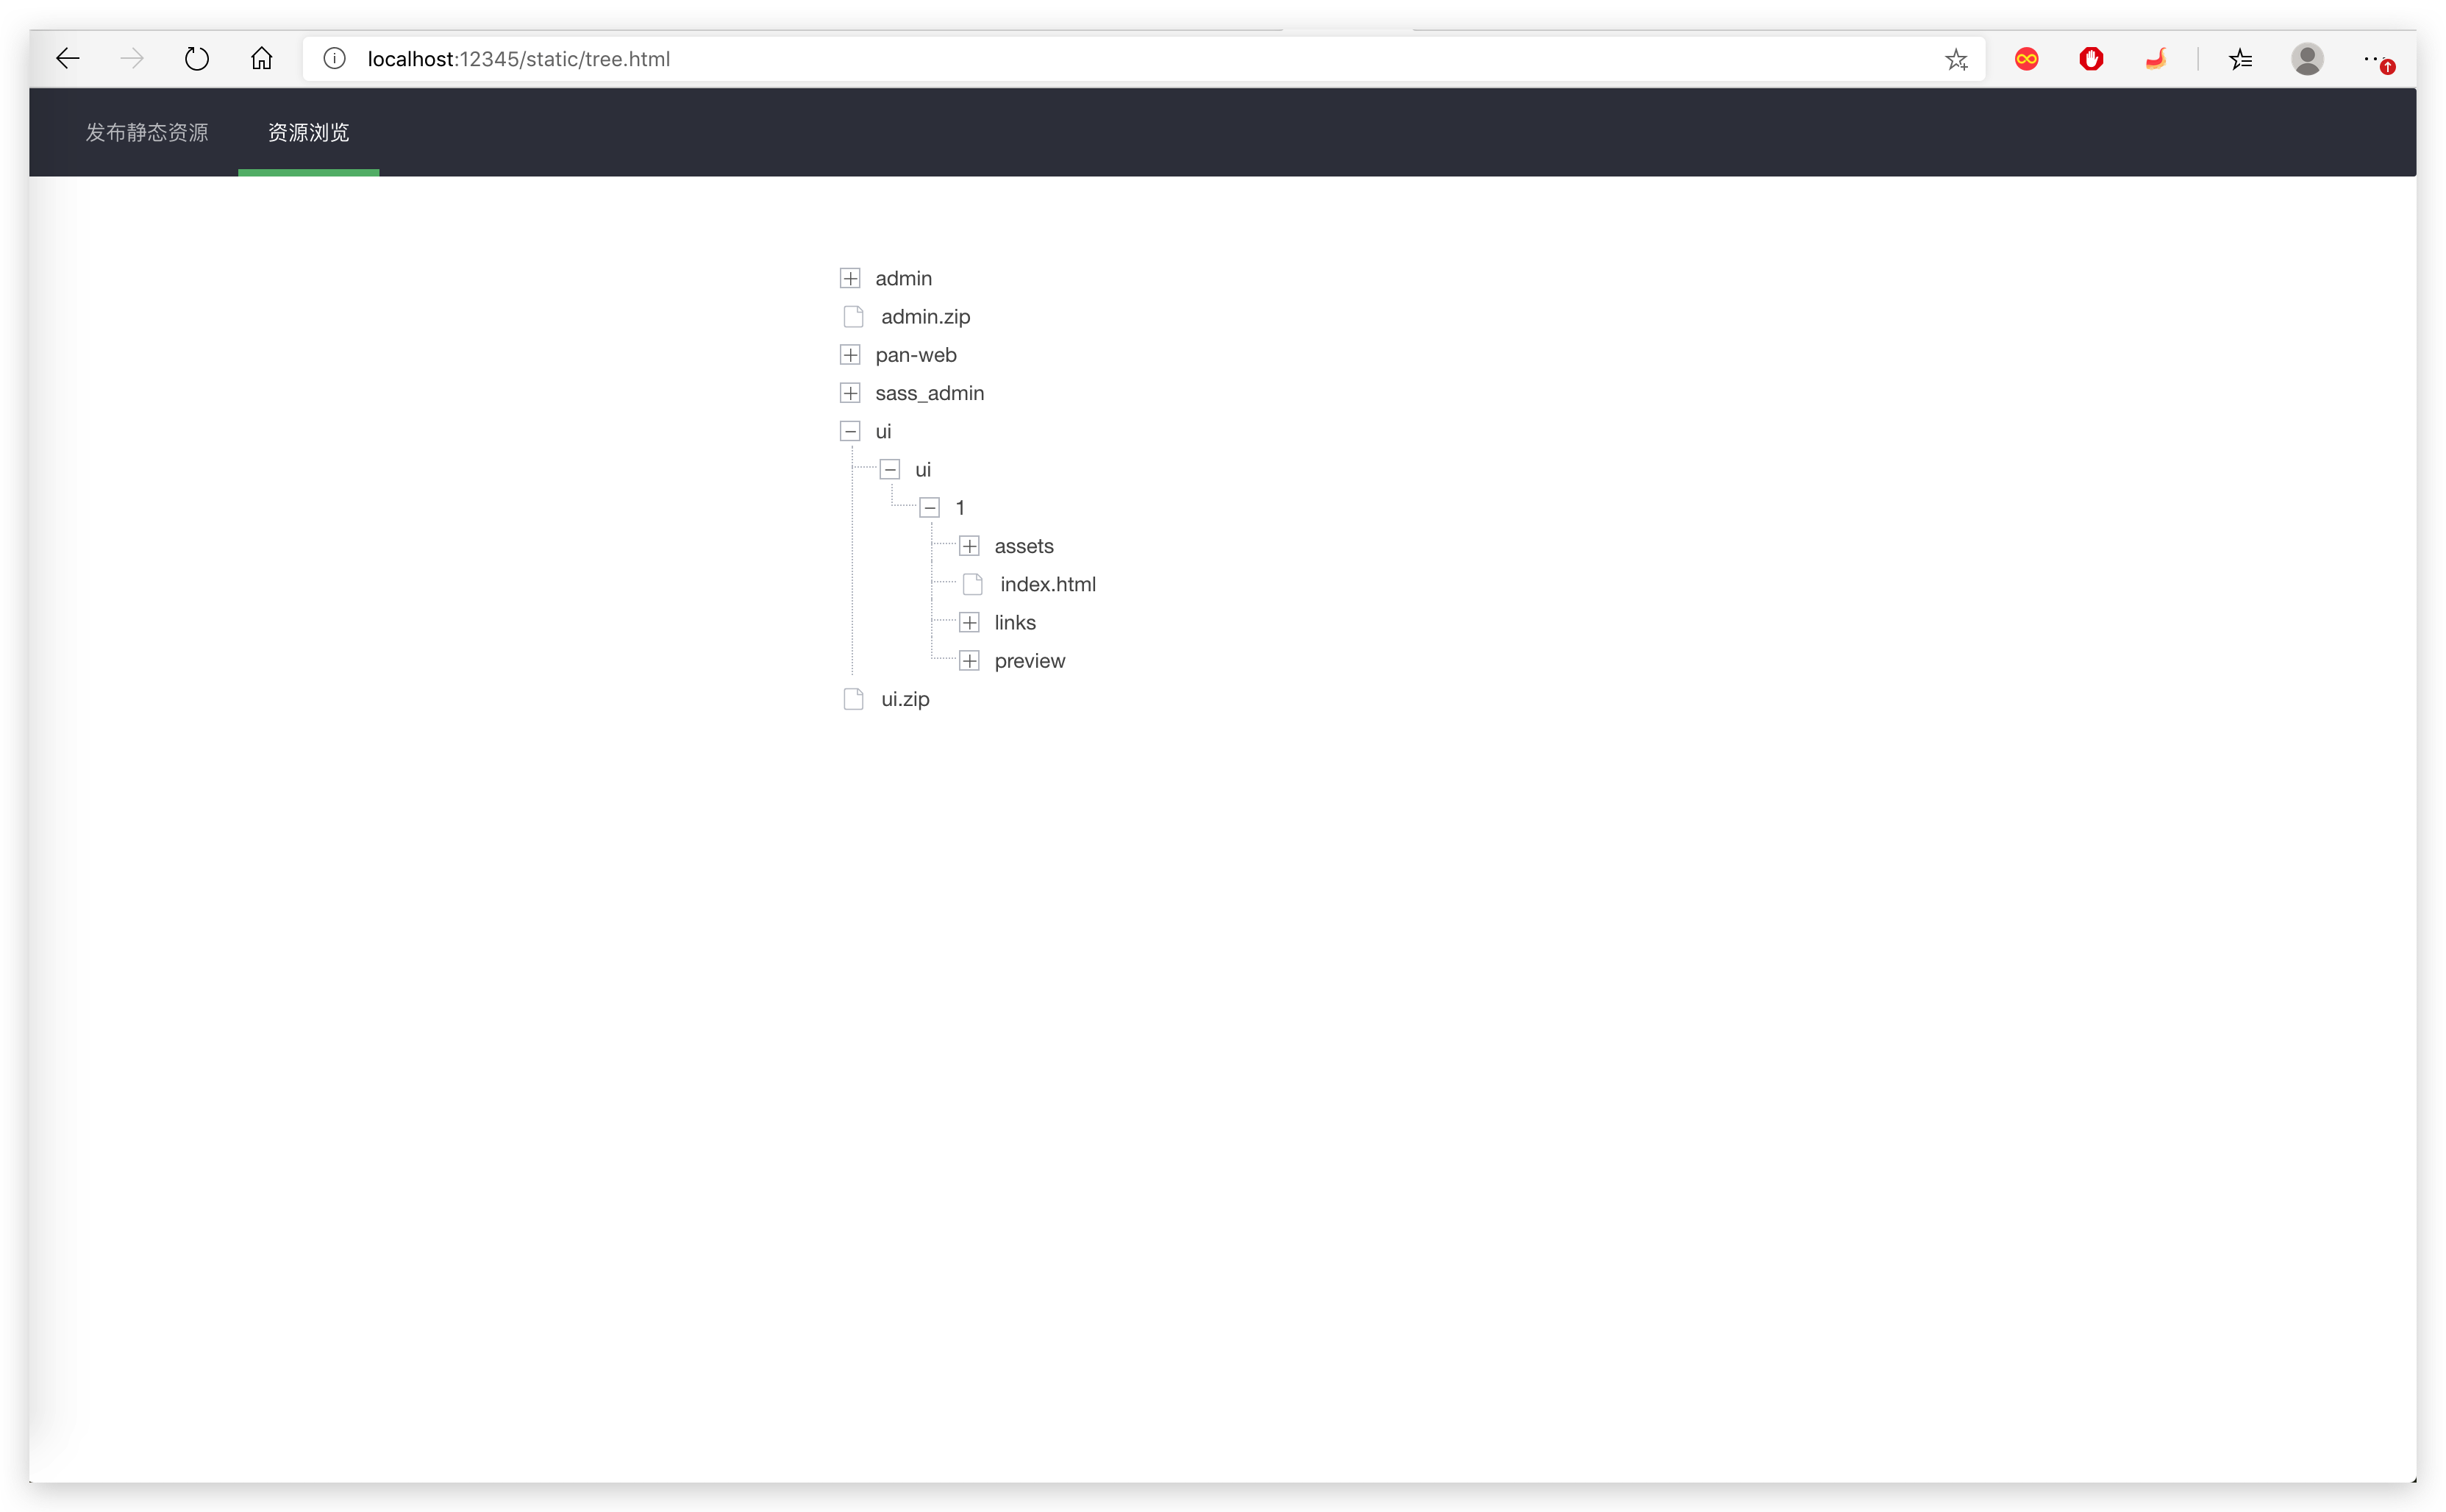 localhost:12345/static/tree.html
发布静态资源 资源浏览
admin
admin.zip
pan-web
sass_admin
ui
ui
1
assets
index.html
links
preview
ui.zip